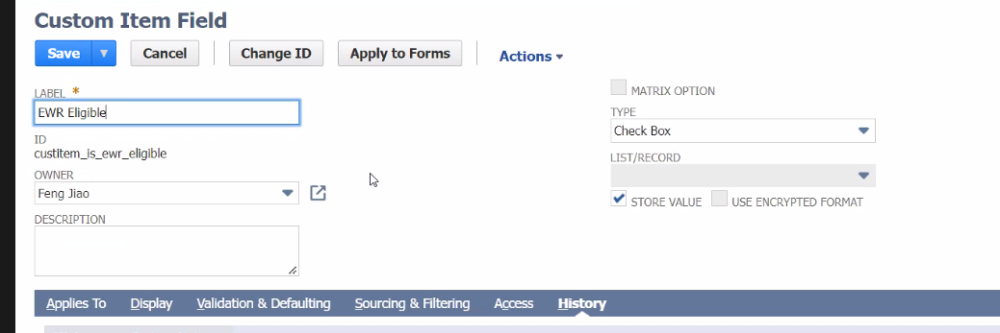 Custom Item Field
Save Cancel Change ID Apply to Forms Actions
LABEL *
EWR Eligible
ID
custitem_is_ewr_eligible
OWNER
Feng Jiao
DESCRIPTION
MATRIX OPTION
TYPE
Check Box
LIST/RECORD
STORE VALUE USE ENCRYPTED FORMAT
Applies To Display Validation & Defaulting Sourcing & Filtering Access History